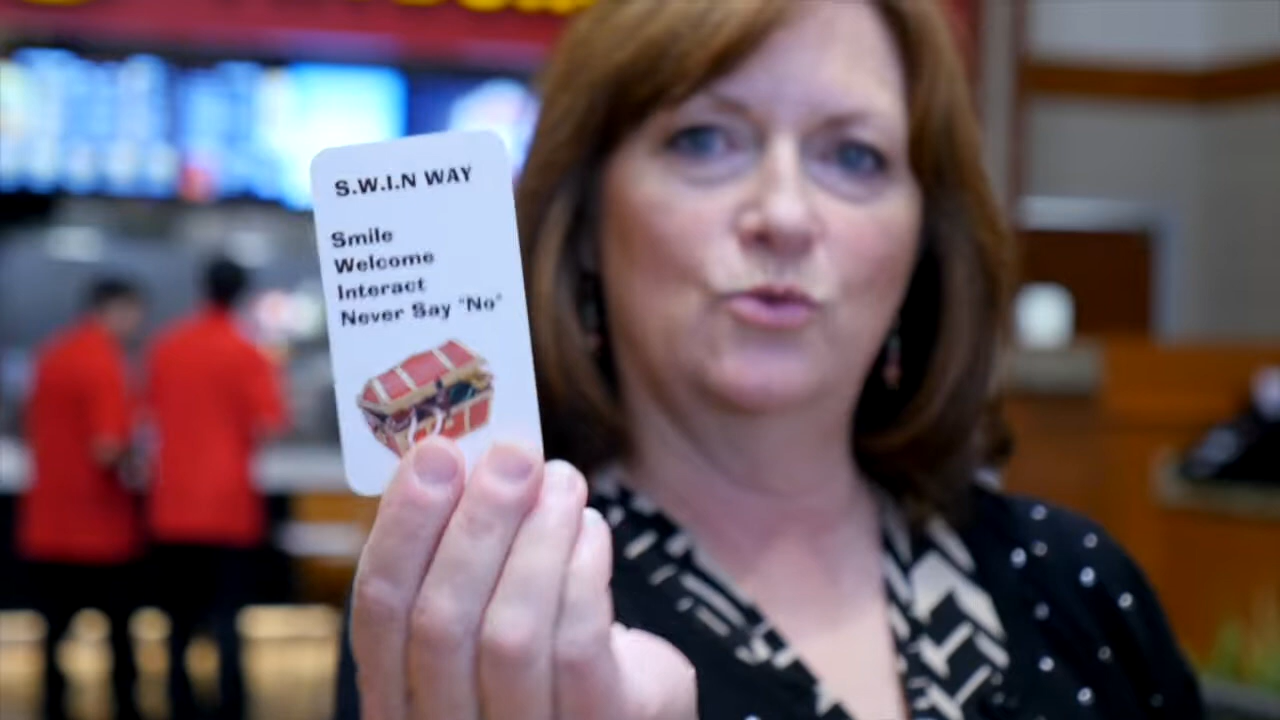 S.W.I.N WAY
Smile
Welcome
Interact
Never Say "No"